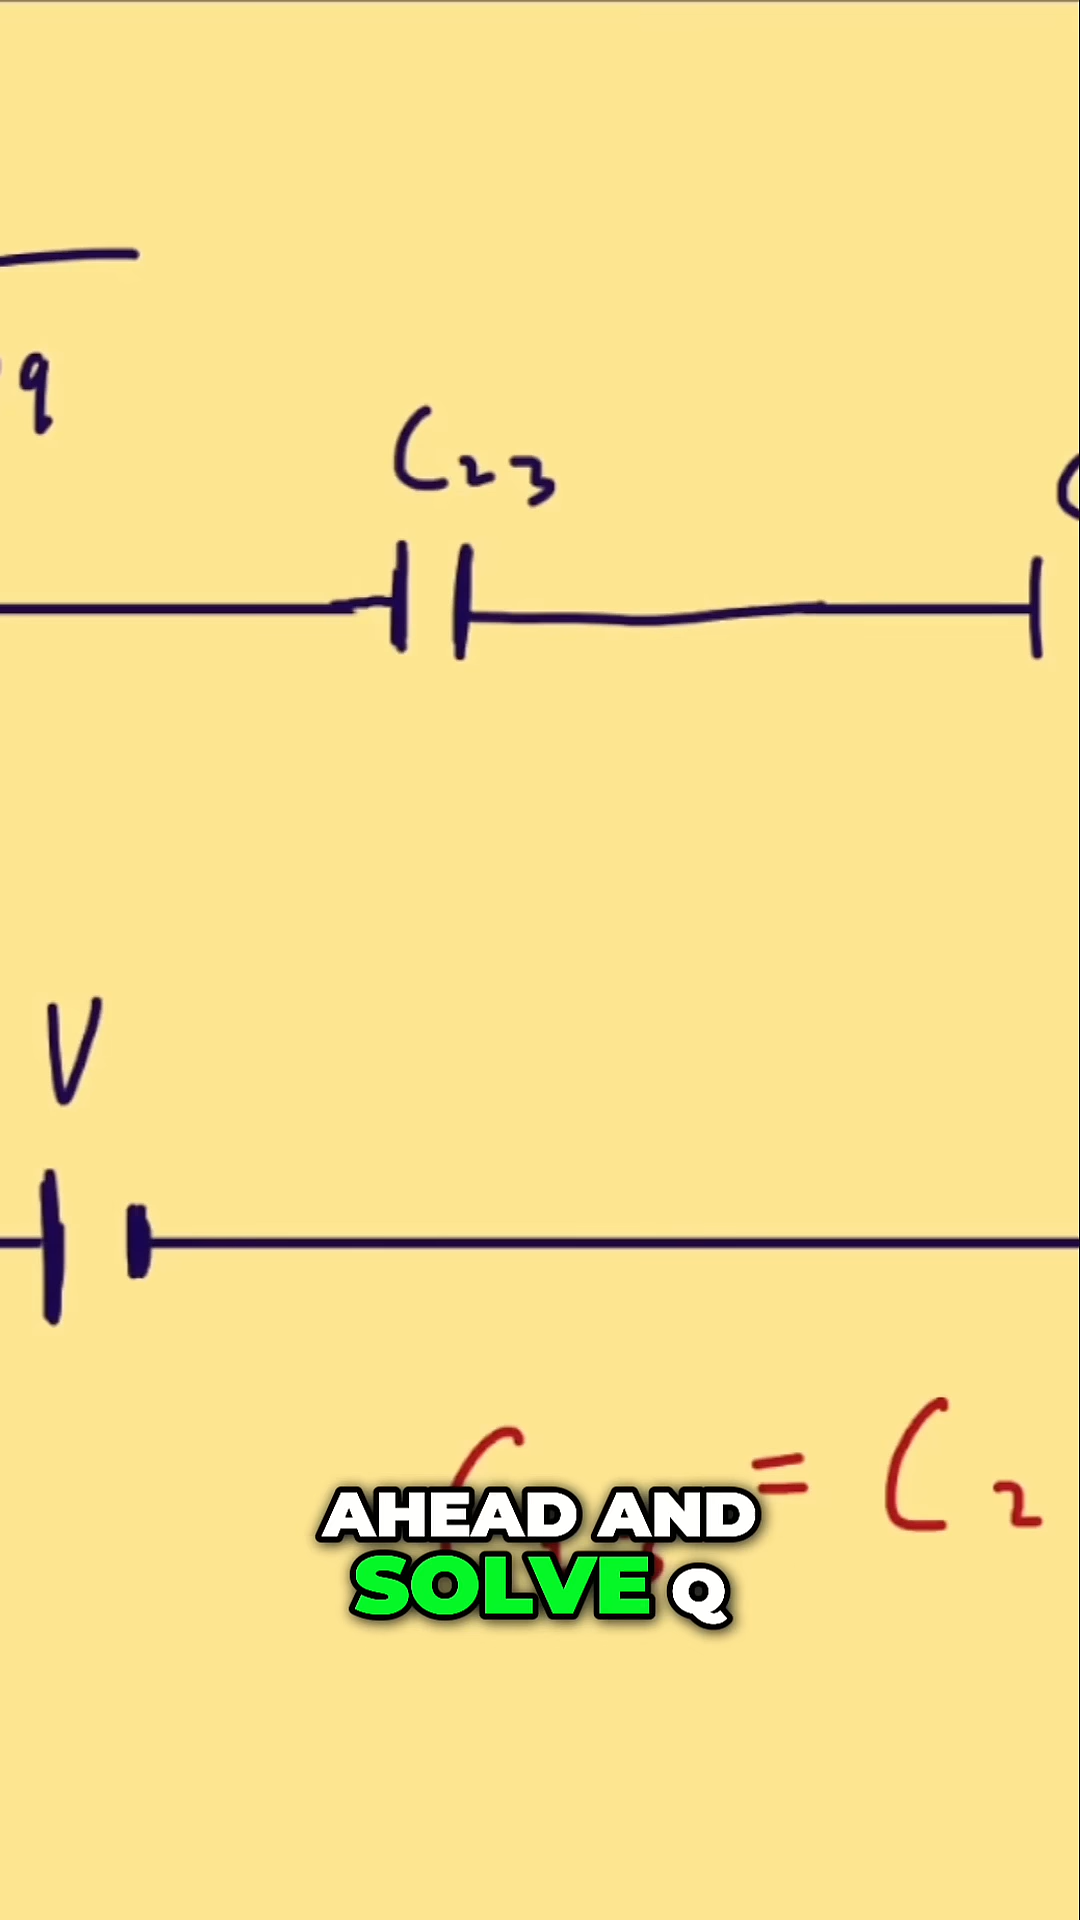 q
C₂₃
V
= C₂
AHEAD AND
SOLVE Q